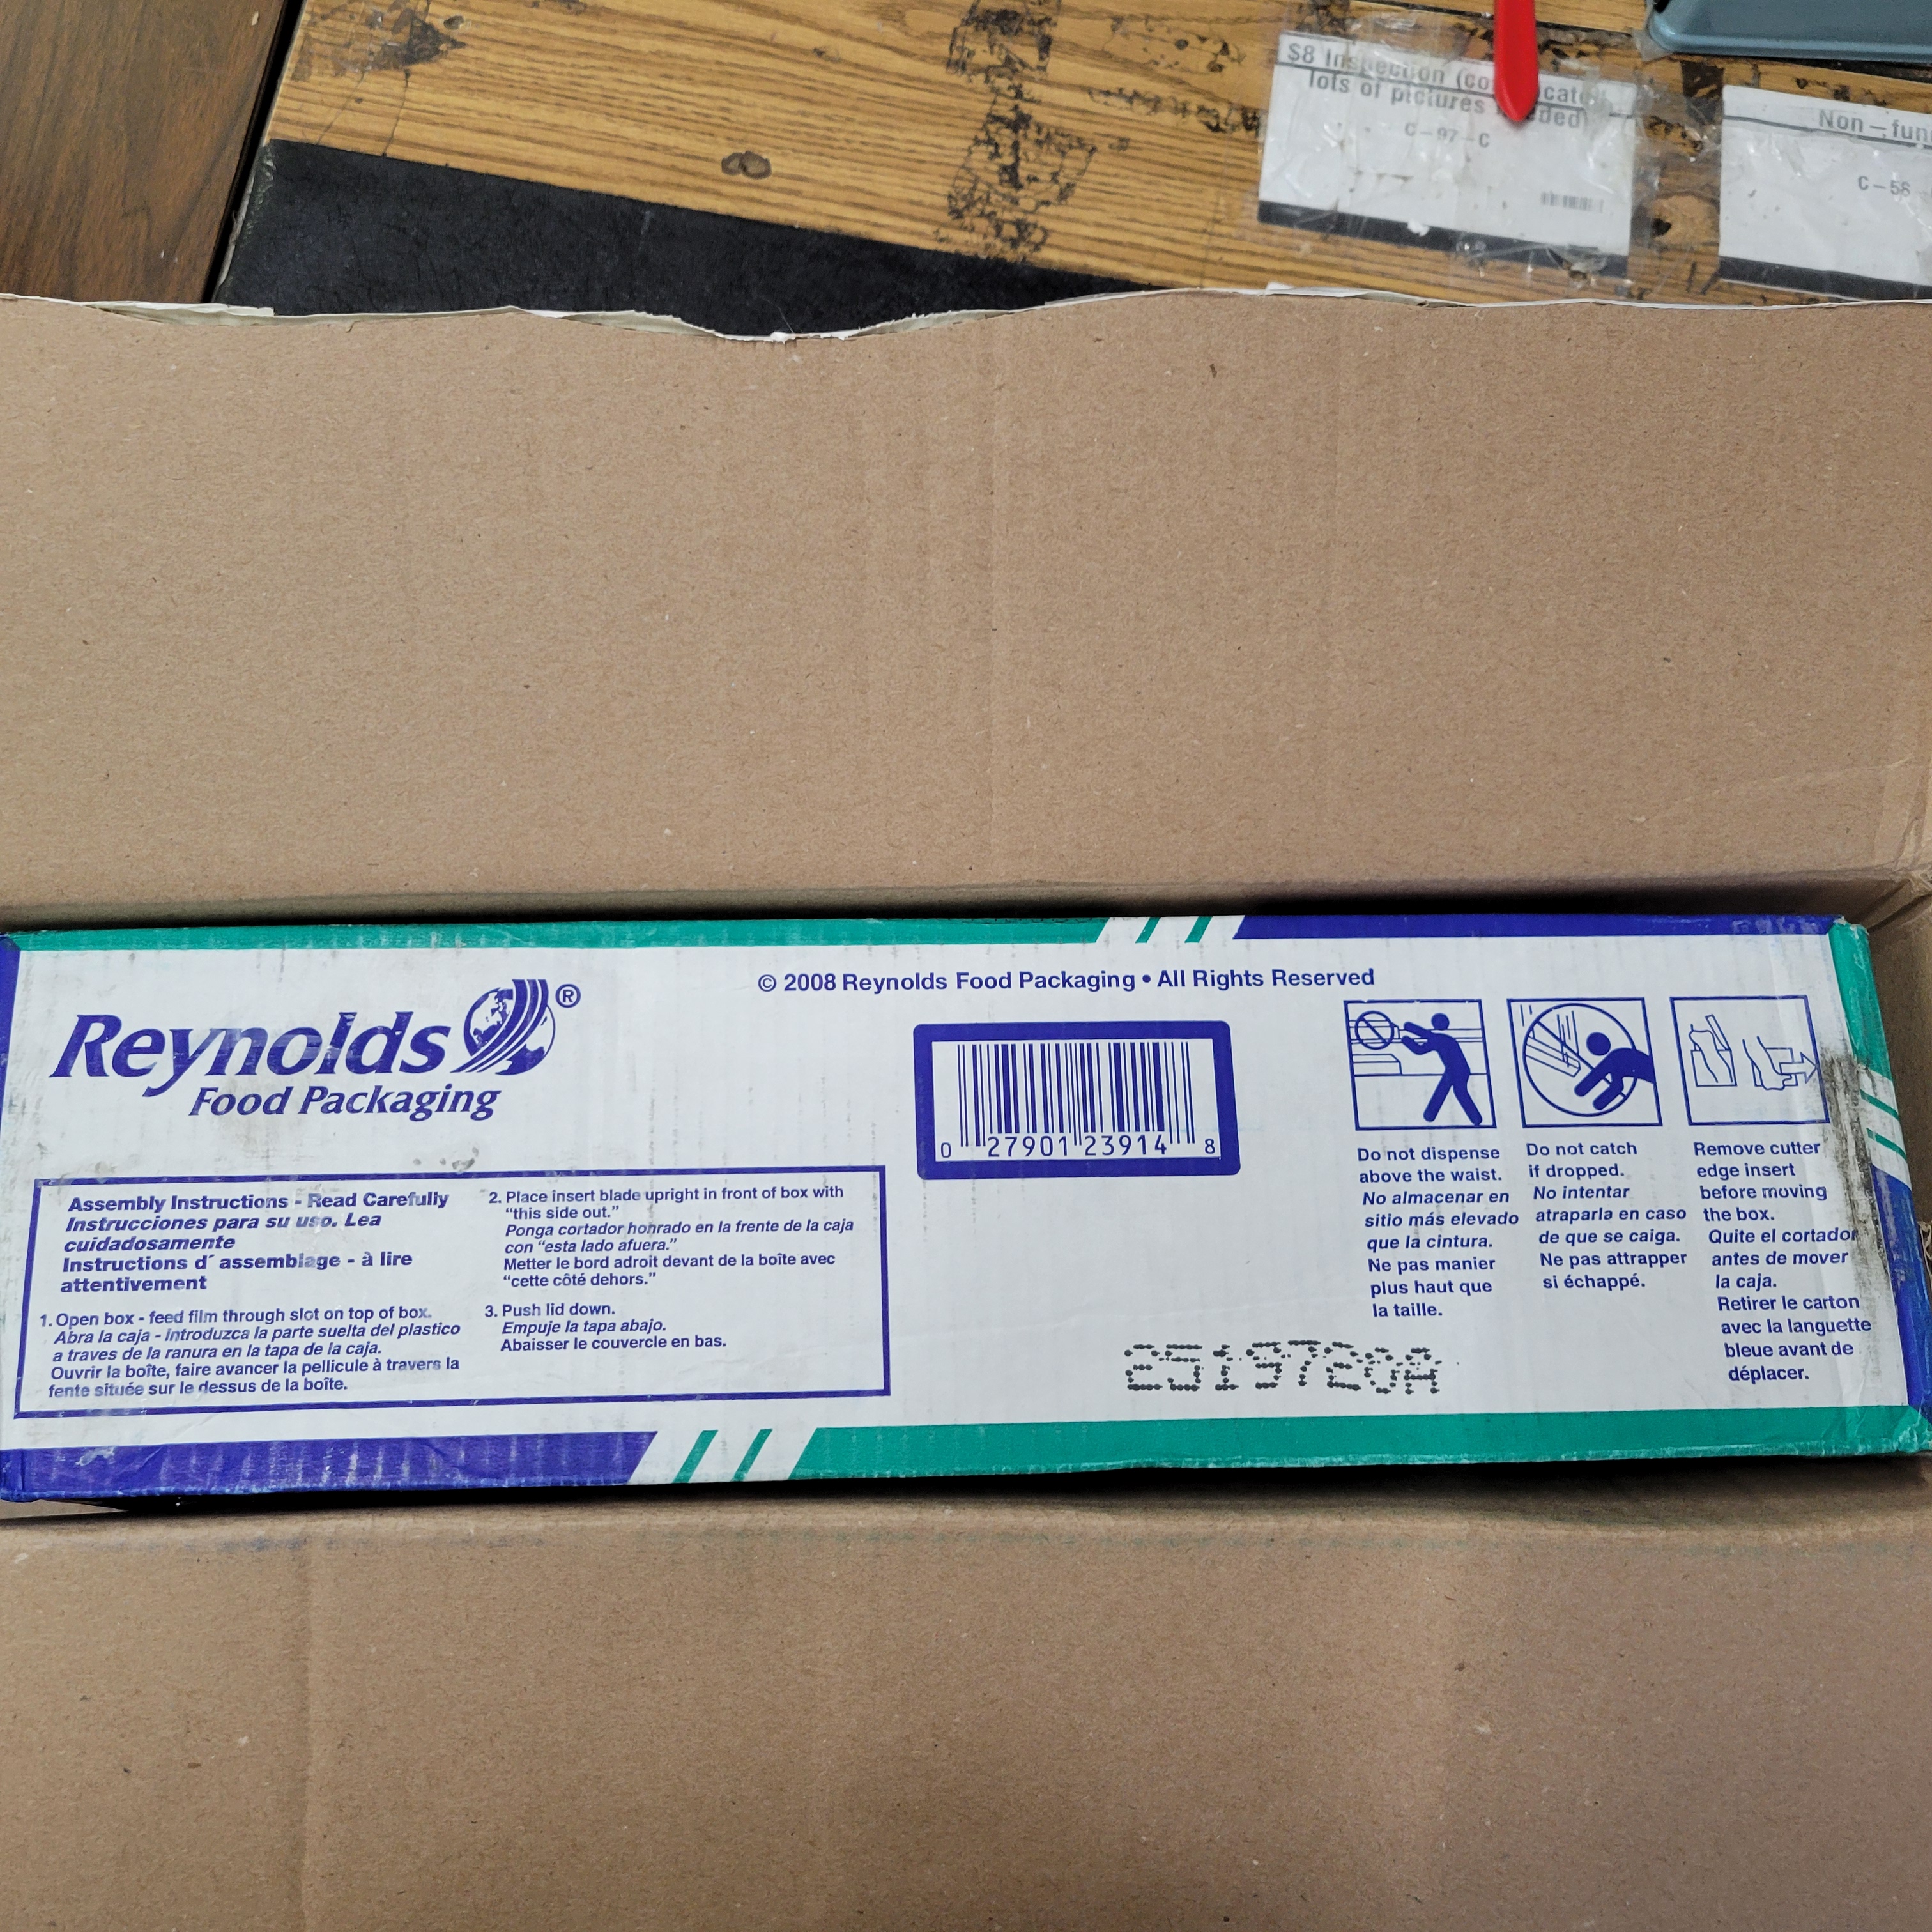 $8 Inspection
lots of pictures
C-97-C
Non-fun
C-56
Reynolds®
Food Packaging
© 2008 Reynolds Food Packaging • All Rights Reserved
0 27901 23914 8
Assembly Instructions - Read Carefully
Instrucciones para su uso. Lea
cuidadosamente
Instructions d´ assemblage - à lire
attentivement
1. Open box - feed film through slot on top of box.
Abra la caja - introduzca la parte suelta del plastico
a traves de la ranura en la tapa de la caja.
Ouvrir la boîte, faire avancer la pellicule à travers la
fente située sur le dessus de la boîte.
2. Place insert blade upright in front of box with
"this side out."
Ponga cortador honrado en la frente de la caja
con "esta lado afuera."
Metter le bord adroit devant de la boîte avec
"cette côté dehors."
3. Push lid down.
Empuje la tapa abajo.
Abaisser le couvercle en bas.
Do not dispense
above the waist.
No almacenar en
sitio más elevado
que la cintura.
Ne pas manier
plus haut que
la taille.
Do not catch
if dropped.
No intentar
atraparla en caso
de que se caiga.
Ne pas attrapper
si échappé.
Remove cutter
edge insert
before moving
the box.
Quite el cortador
antes de mover
la caja.
Retirer le carton
avec la languette
bleue avant de
déplacer.